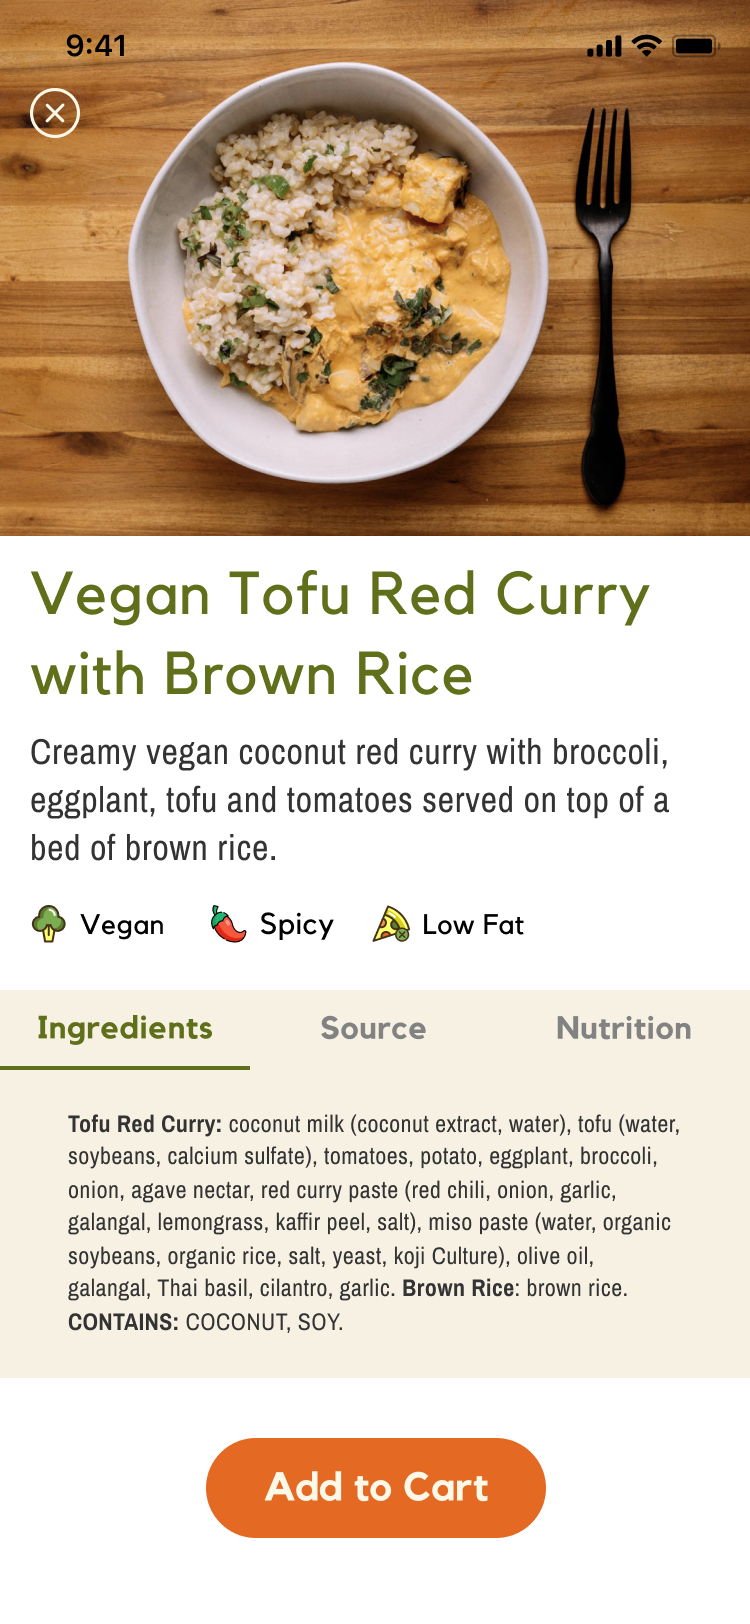 9:41
Vegan Tofu Red Curry
with Brown Rice
Creamy vegan coconut red curry with broccoli,
eggplant, tofu and tomatoes served on top of a
bed of brown rice.
Vegan Spicy Low Fat
Ingredients Source Nutrition
Tofu Red Curry: coconut milk (coconut extract, water), tofu (water,
soybeans, calcium sulfate), tomatoes, potato, eggplant, broccoli,
onion, agave nectar, red curry paste (red chili, onion, garlic,
galangal, lemongrass, kaffir peel, salt), miso paste (water, organic
soybeans, organic rice, salt, yeast, koji Culture), olive oil,
galangal, Thai basil, cilantro, garlic. Brown Rice: brown rice.
CONTAINS: COCONUT, SOY.
Add to Cart